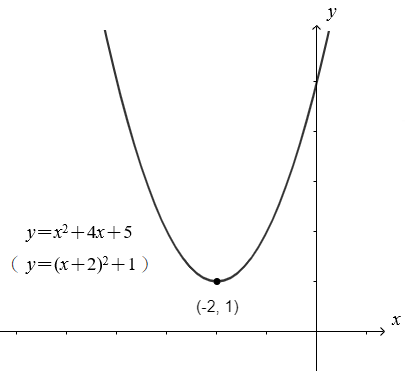 y
y=x²+4x+5
( y=(x+2)²+1 )
(-2, 1)
x